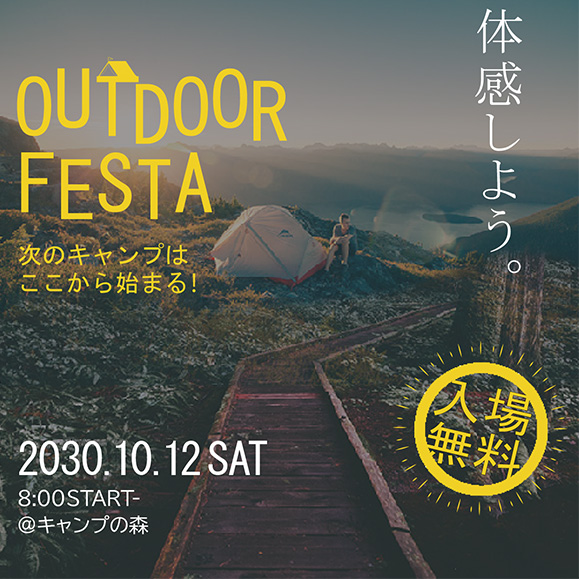 体感しよう。
OUTDOOR
FESTA
次のキャンプは
ここから始まる!
入場
無料
2030.10.12 SAT
8:00START-
@キャンプの森